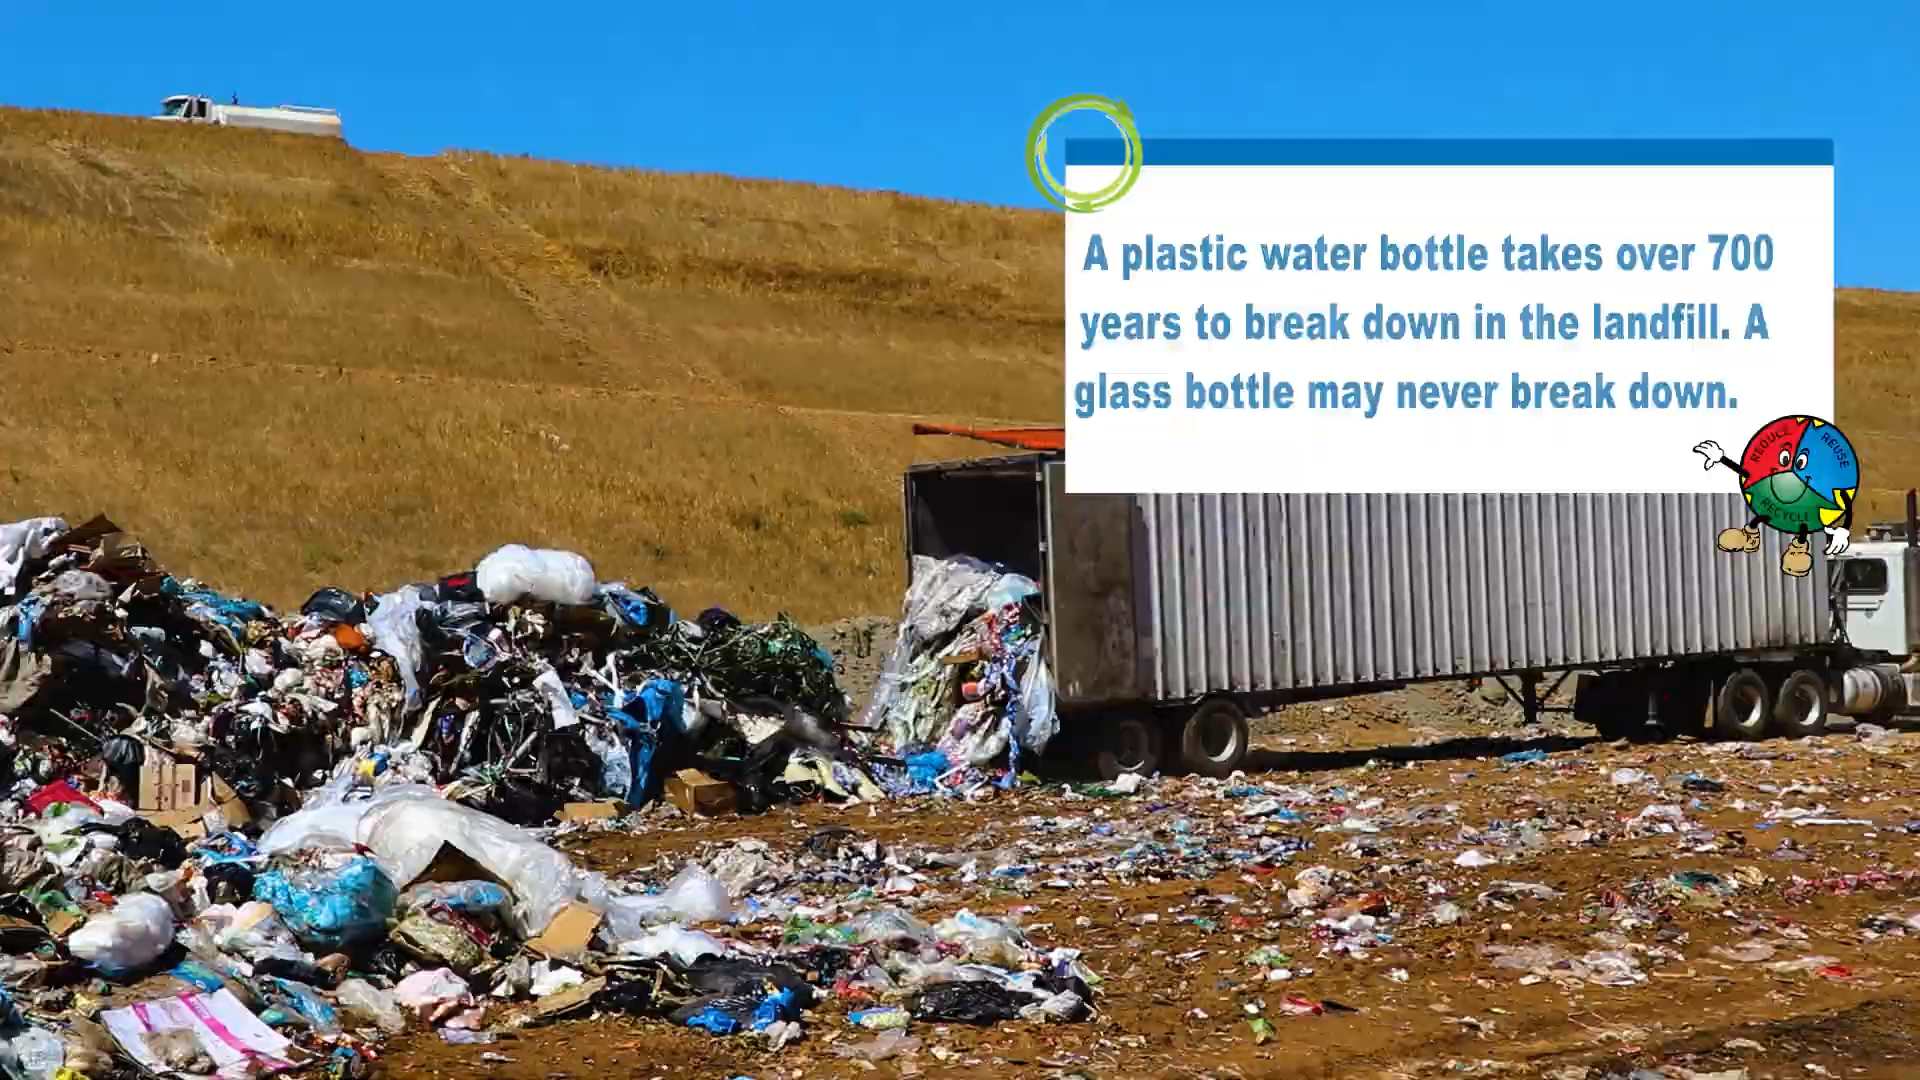 A plastic water bottle takes over 700
years to break down in the landfill. A
glass bottle may never break down.
REDUCE
REUSE
RECYCLE